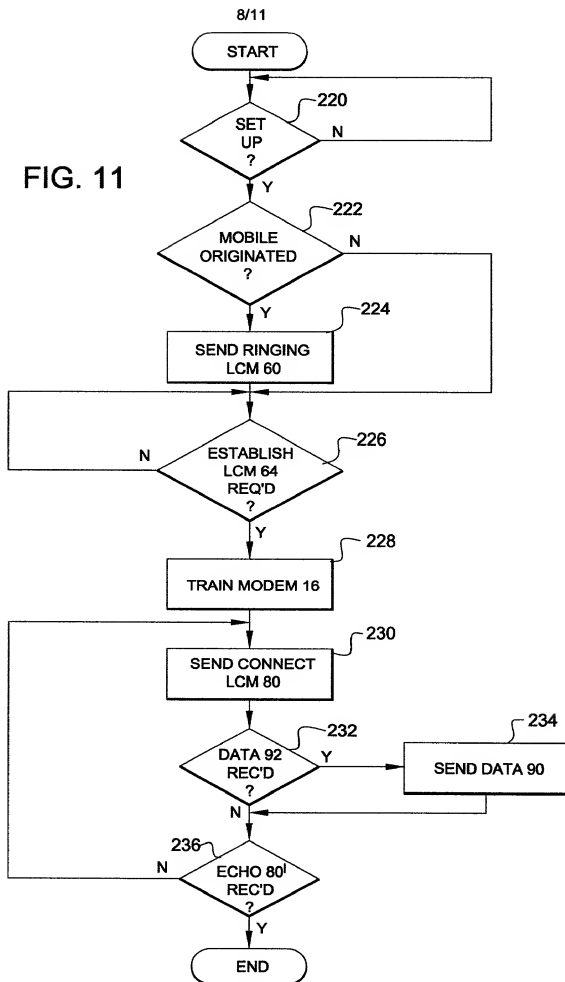 8/11
START
220
SET
UP
?
N
Y
FIG. 11
222
MOBILE
ORIGINATED
?
N
Y
224
SEND RINGING
LCM 60
226
N
ESTABLISH
LCM 64
REQ'D
?
Y
228
TRAIN MODEM 16
230
SEND CONNECT
LCM 80
232
DATA 92
REC'D
?
Y
N
234
SEND DATA 90
236
N
ECHO 80'
REC'D
?
Y
END